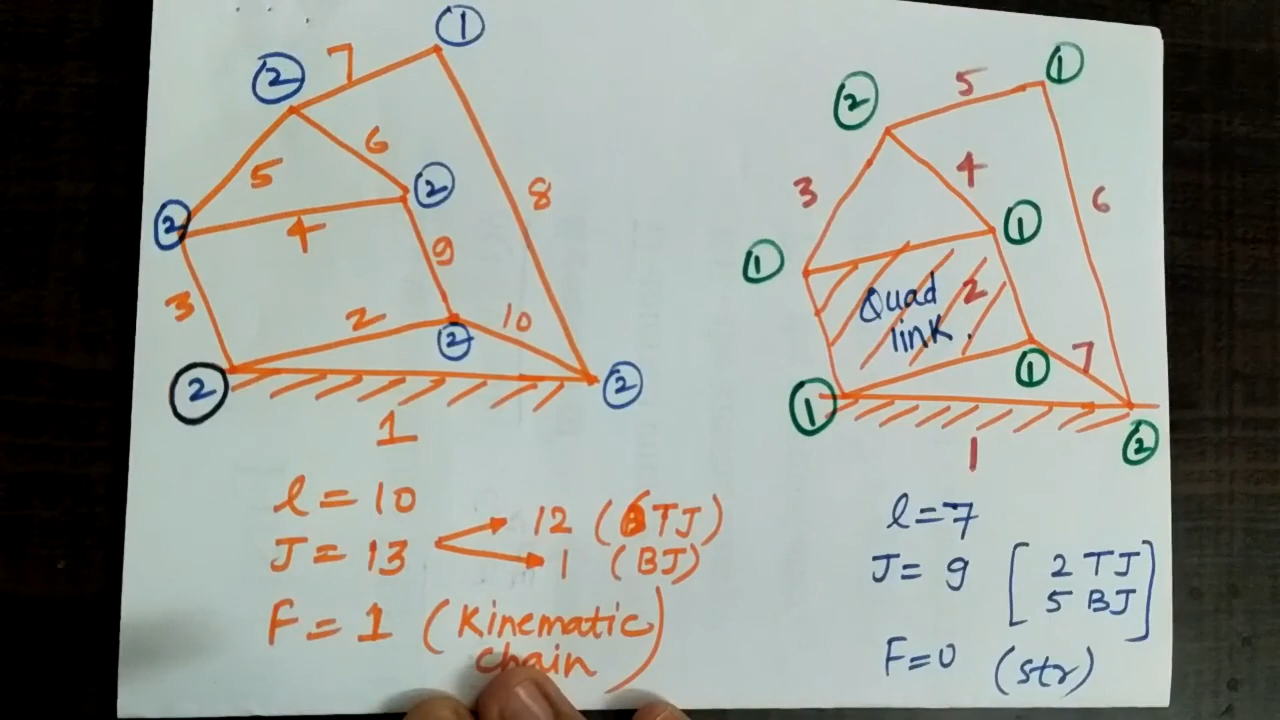 ① 
7
②
6
5
②
②
4
8
9
3
2
10
②
2
②
1
l = 10
J = 13
12 (6TJ)
1 (BJ)
F = 1 (Kinematic chain)
①
5
②
4
3
6
①
①
Quad 2
link.
7
①
①
②
1
l=7
J= 9 [2 TJ
5 BJ]
F=0 (str)